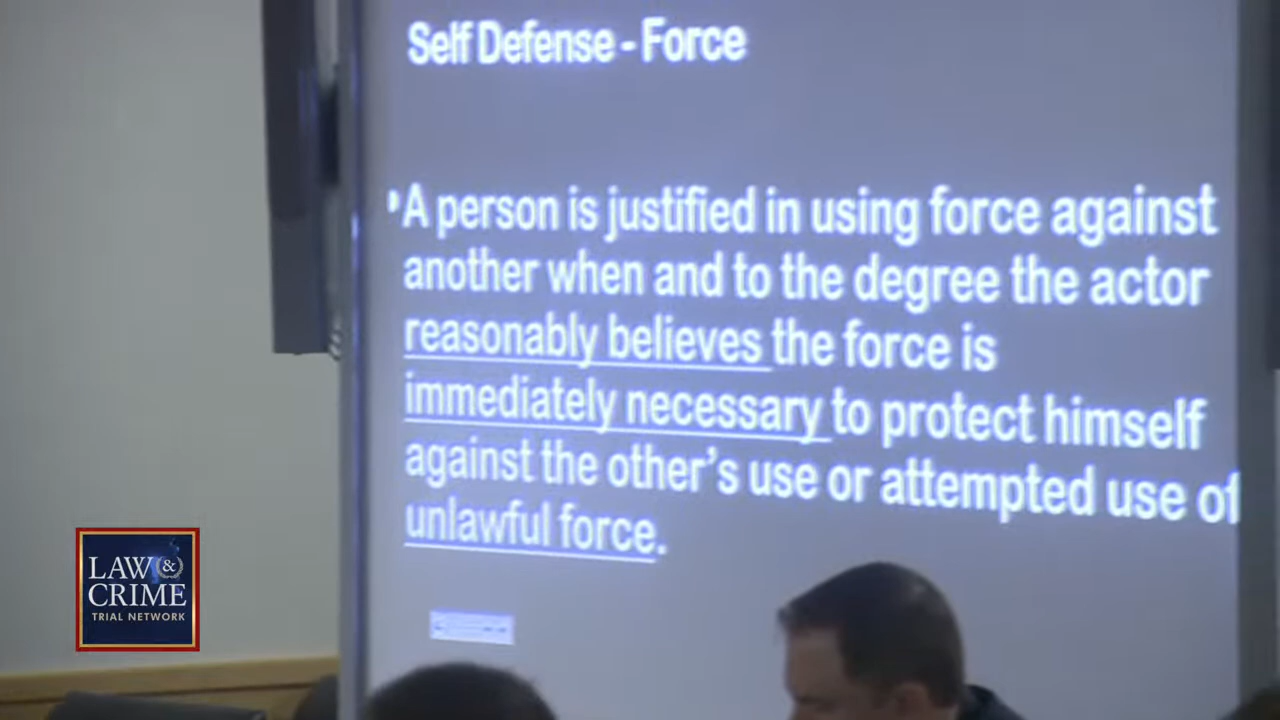 Self Defense - Force
•A person is justified in using force against
another when and to the degree the actor
reasonably believes the force is
immediately necessary to protect himself
against the other's use or attempted use of
unlawful force.
LAW &
CRIME
TRIAL NETWORK